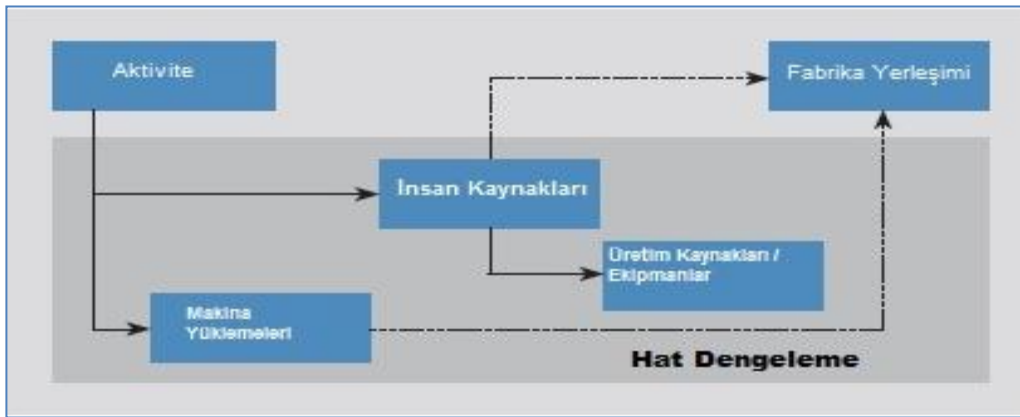 Aktivite
Fabrika Yerleşimi
İnsan Kaynakları
Üretim Kaynakları /
Ekipmanlar
Makina
Yüklemeleri
Hat Dengeleme